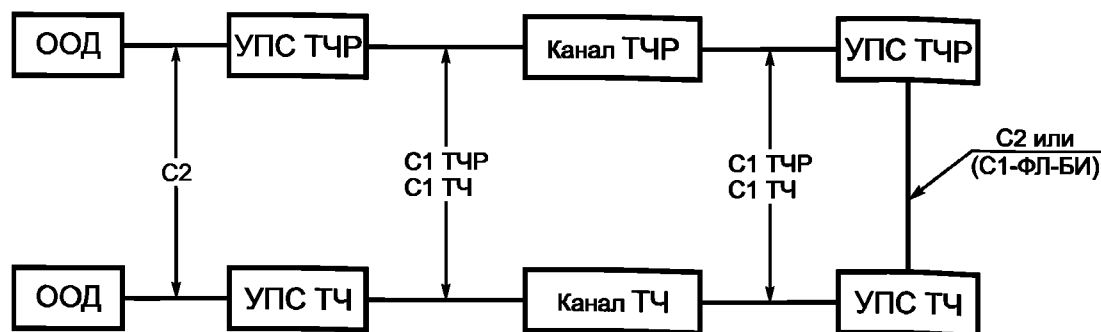 ООД
УПС ТЧР
Канал ТЧР
УПС ТЧР
С2
С1 ТЧР
С1 ТЧ
С1 ТЧР
С1 ТЧ
С2 или
(С1-ФЛ-БИ)
ООД
УПС ТЧ
Канал ТЧ
УПС ТЧ